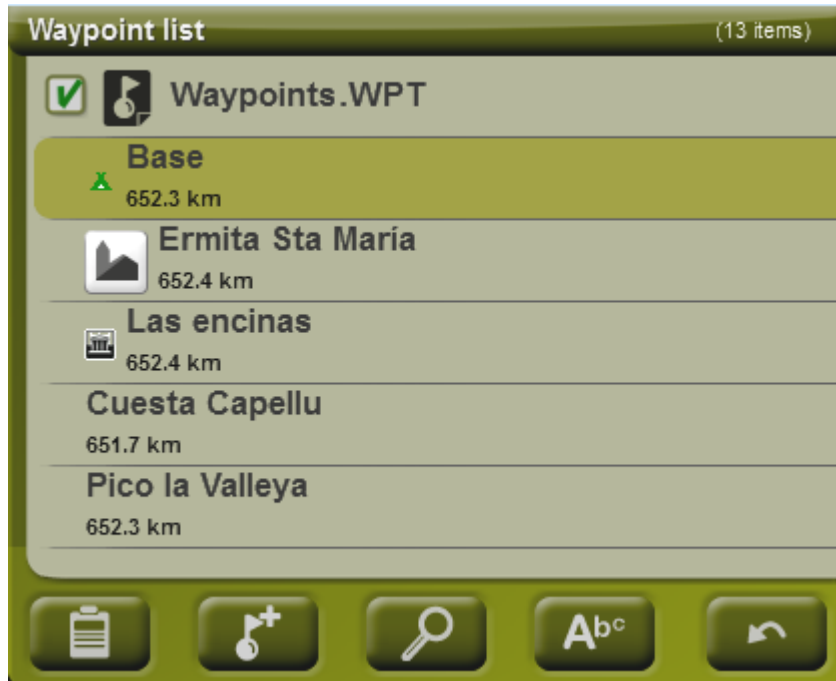 Waypoint list (13 items)
Waypoints.WPT
Base
652.3 km
Ermita Sta María
652.4 km
Las encinas
652.4 km
Cuesta Capellu
651.7 km
Pico la Valleya
652.3 km
Abc